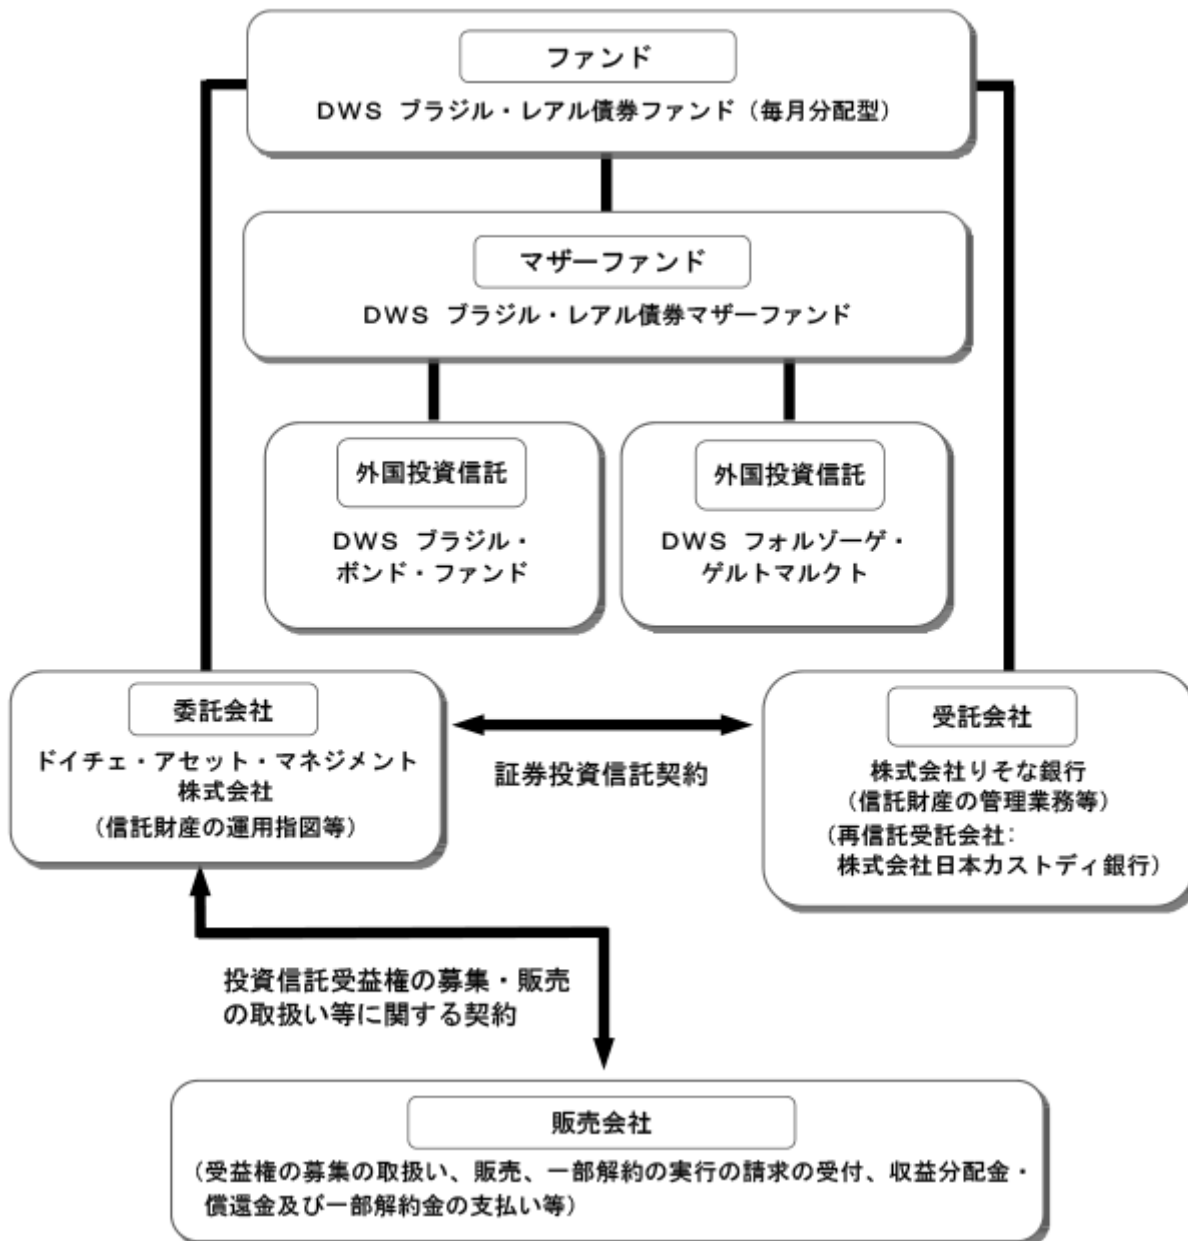 ファンド
DWS ブラジル・レアル債券ファンド（毎月分配型）
マザーファンド
DWS ブラジル・レアル債券マザーファンド
外国投資信託
DWS ブラジル・
ボンド・ファンド
外国投資信託
DWS フォルゾーゲ・
ゲルトマルクト
委託会社
ドイチェ・アセット・マネジメント
株式会社
（信託財産の運用指図等）
証券投資信託契約
受託会社
株式会社りそな銀行
（信託財産の管理業務等）
（再信託受託会社：
株式会社日本カストディ銀行）
投資信託受益権の募集・販売
の取扱い等に関する契約
販売会社
（受益権の募集の取扱い、販売、一部解約の実行の請求の受付、収益分配金・
償還金及び一部解約金の支払い等）